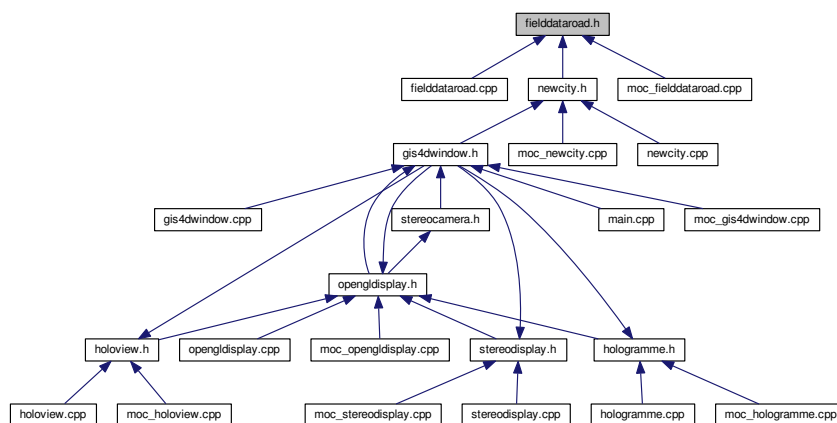 fielddataroad.h
fielddataroad.cpp
newcity.h
moc_fielddataroad.cpp
gis4dwindow.h
moc_newcity.cpp
newcity.cpp
gis4dwindow.cpp
stereocamera.h
main.cpp
moc_gis4dwindow.cpp
opengldisplay.h
holoview.h
opengldisplay.cpp
moc_opengldisplay.cpp
stereodisplay.h
hologramme.h
holoview.cpp
moc_holoview.cpp
moc_stereodisplay.cpp
stereodisplay.cpp
hologramme.cpp
moc_hologramme.cpp